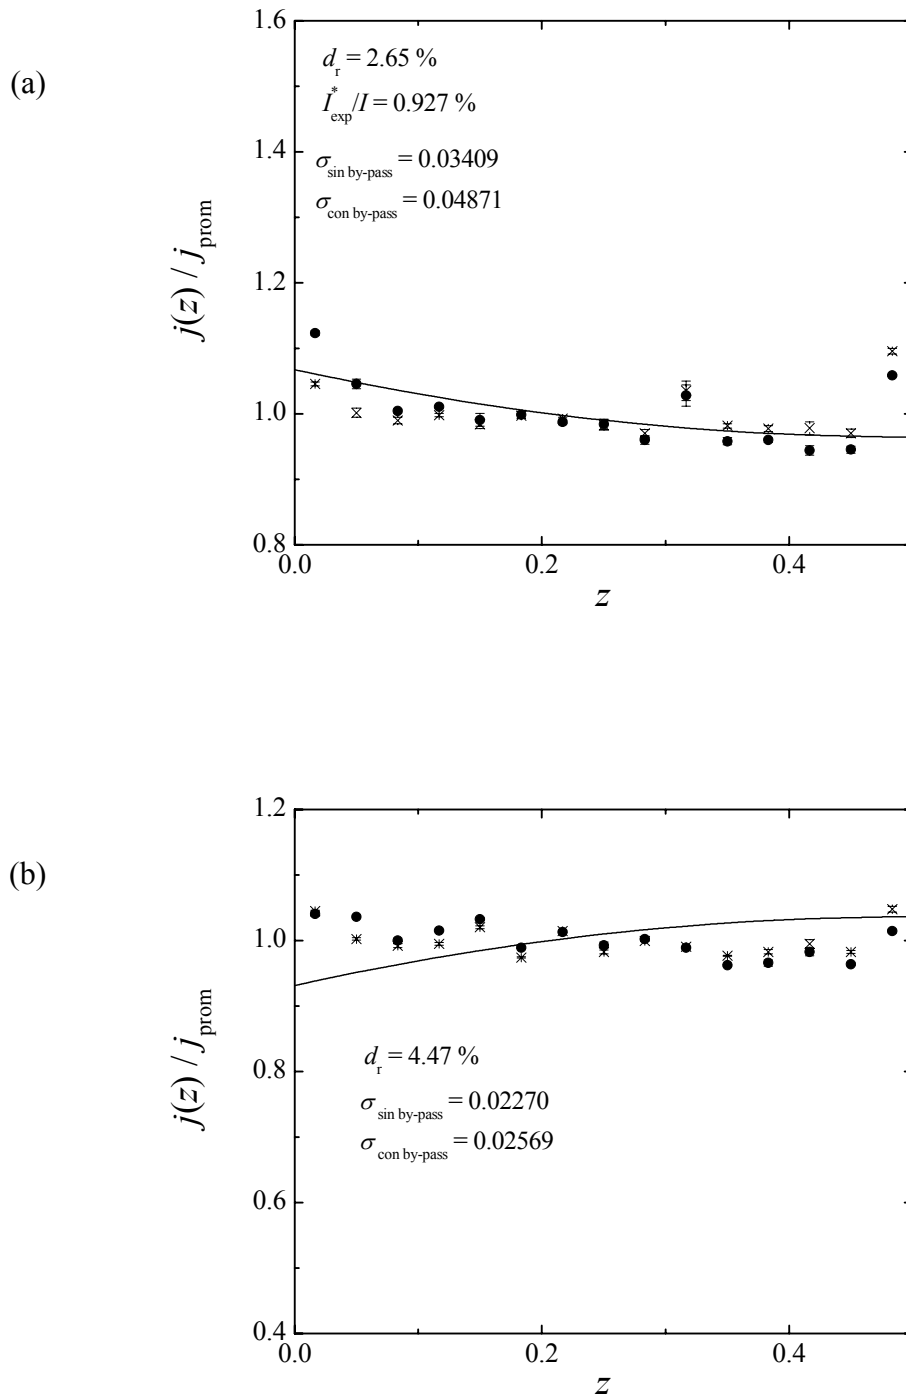 (a)
1.6
1.4
1.2
1.0
0.8
0.0
0.2
0.4
j(z) / j_prom
z
d_r = 2.65 %
I*_exp/I = 0.927 %
σ_sin by-pass = 0.03409
σ_con by-pass = 0.04871
(b)
1.2
1.0
0.8
0.6
0.4
0.0
0.2
0.4
j(z) / j_prom
z
d_r = 4.47 %
σ_sin by-pass = 0.02270
σ_con by-pass = 0.02569